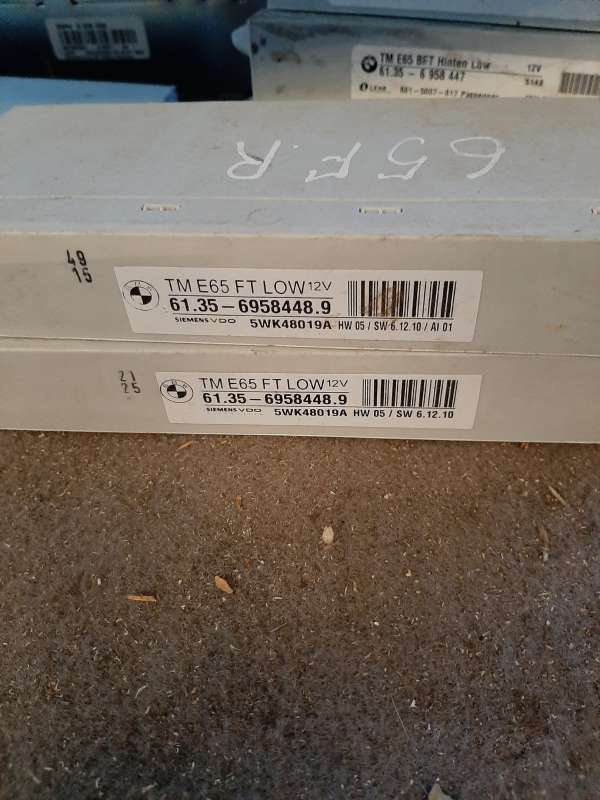 TM E65 BFT Hinten Low 12V
61.35 - 6 958 447
65 F.R
49
15
TM E65 FT LOW 12V
61.35-6958448.9
SIEMENS VDO 5WK48019A HW 05 / SW 6.12.10 / AI 01
21
25
TM E65 FT LOW 12V
61.35-6958448.9
SIEMENS VDO 5WK48019A HW 05 / SW 6.12.10